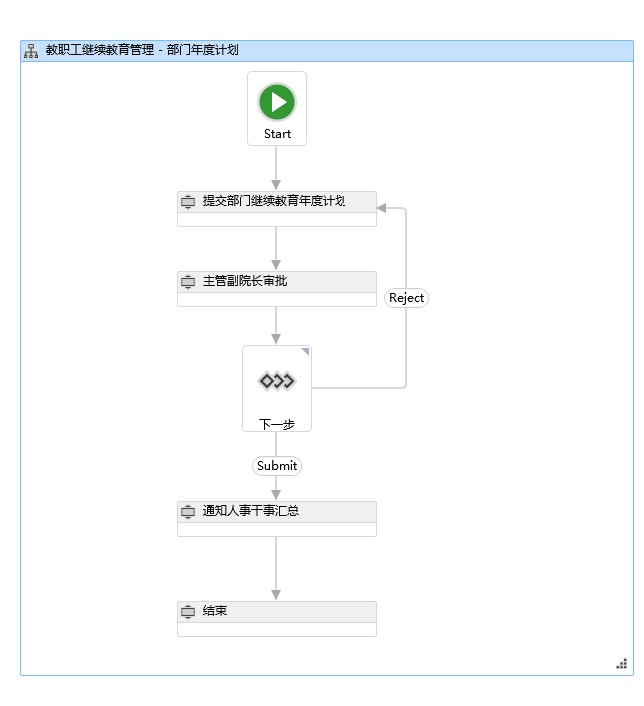 教职工继续教育管理 - 部门年度计划
Start
提交部门继续教育年度计划
主管副院长审批
Reject
下一步
Submit
通知人事干事汇总
结束